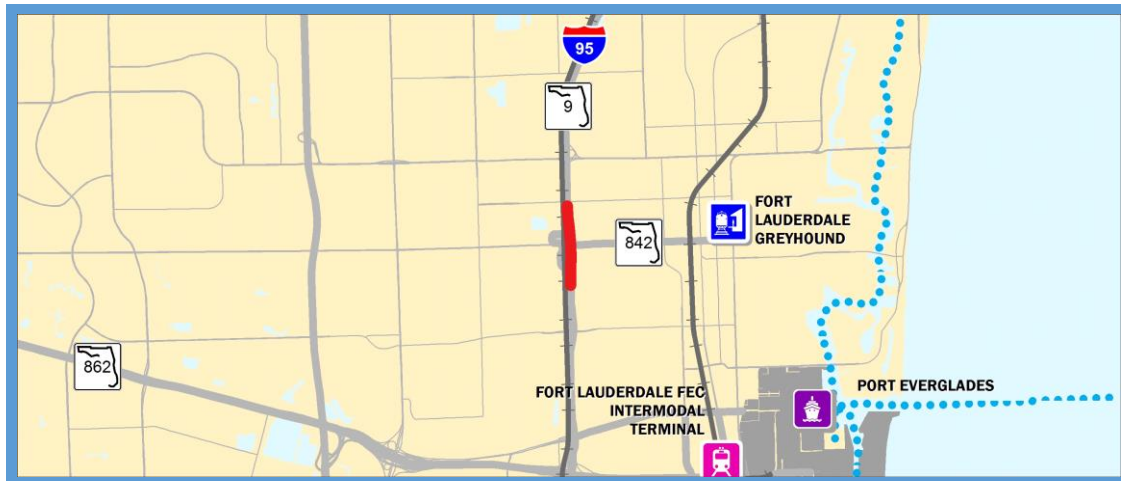 95
9
FORT
LAUDERDALE
GREYHOUND
842
862
PORT EVERGLADES
FORT LAUDERDALE FEC
INTERMODAL
TERMINAL